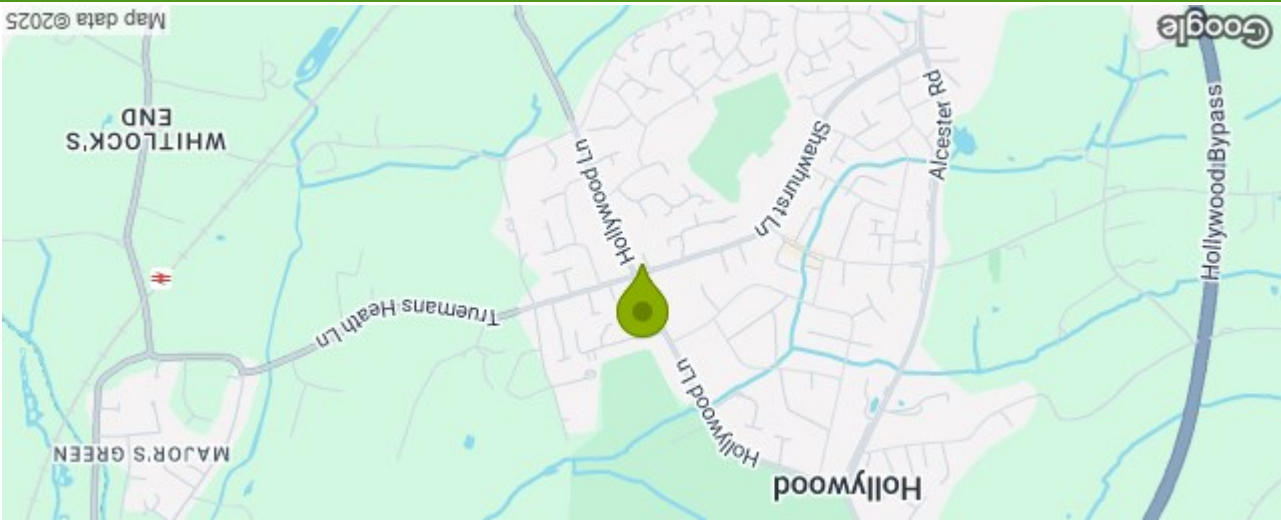 Hollywood
MAJOR'S GREEN
Hollywood Ln
Truemans Heath Ln
Hollywood Bypass
Hollywood Ln
Shawhurst Ln
Alcester Rd
WHITLOCK'S
END
Google
Map data ©2025